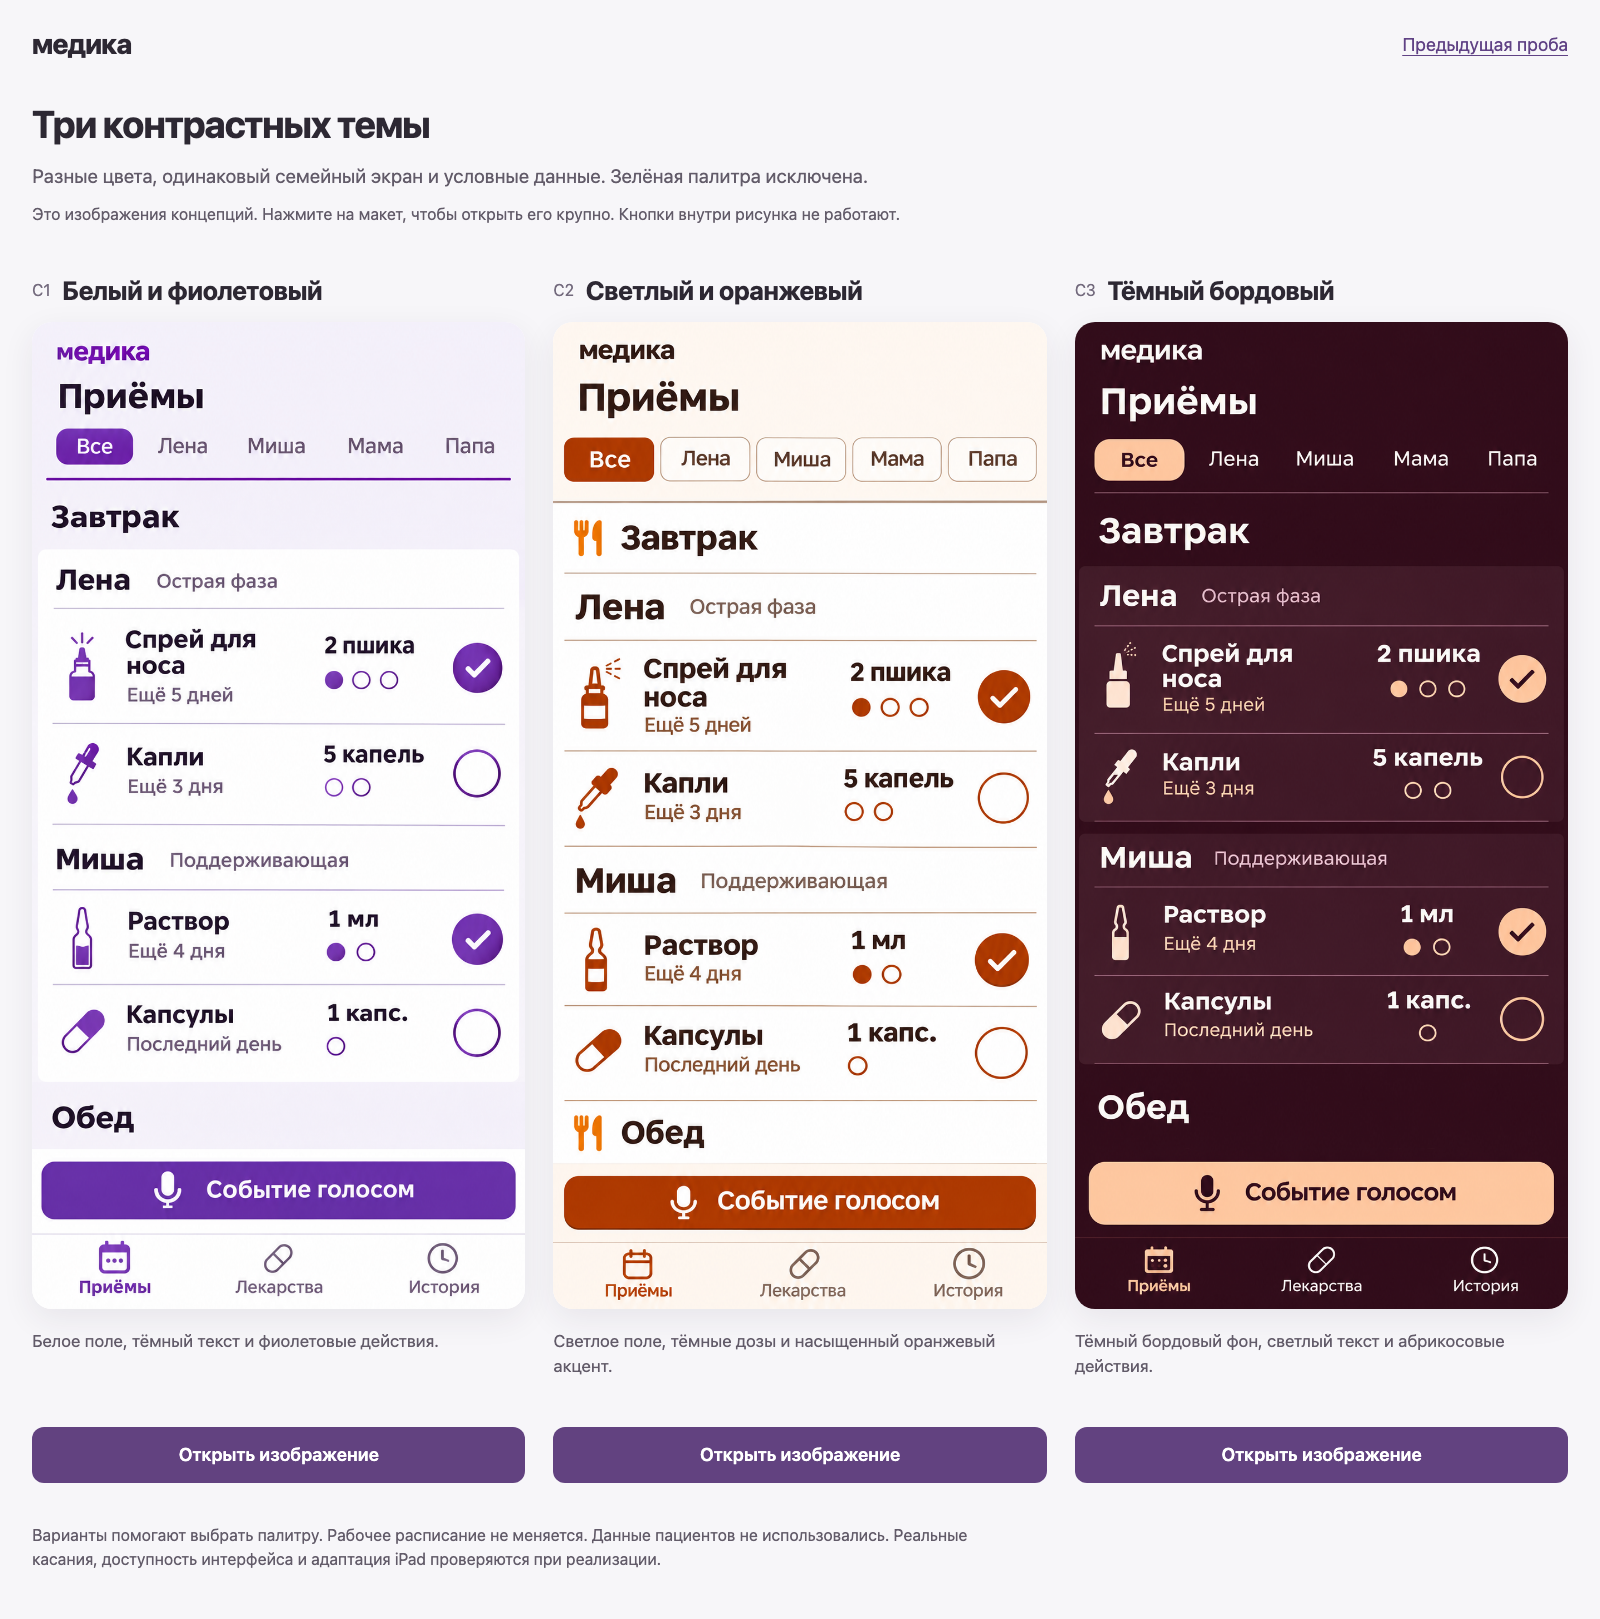 медика
Предыдущая проба
Три контрастных темы
Разные цвета, одинаковый семейный экран и условные данные. Зелёная палитра исключена.
Это изображения концепций. Нажмите на макет, чтобы открыть его крупно. Кнопки внутри рисунка не работают.
C1 Белый и фиолетовый
медика
Приёмы
Все Лена Миша Мама Папа
Завтрак
Лена Острая фаза
Спрей для
носа
2 пшика
Ещё 5 дней
Капли
5 капель
Ещё 3 дня
Миша Поддерживающая
Раствор
1 мл
Ещё 4 дня
Капсулы
1 капс.
Последний день
Обед
Событие голосом
Приёмы Лекарства История
Белое поле, тёмный текст и фиолетовые действия.
Открыть изображение
C2 Светлый и оранжевый
медика
Приёмы
Все Лена Миша Мама Папа
Завтрак
Лена Острая фаза
Спрей для
носа
2 пшика
Ещё 5 дней
Капли
5 капель
Ещё 3 дня
Миша Поддерживающая
Раствор
1 мл
Ещё 4 дня
Капсулы
1 капс.
Последний день
Обед
Событие голосом
Приёмы Лекарства История
Светлое поле, тёмные дозы и насыщенный оранжевый
акцент.
Открыть изображение
C3 Тёмный бордовый
медика
Приёмы
Все Лена Миша Мама Папа
Завтрак
Лена Острая фаза
Спрей для
носа
2 пшика
Ещё 5 дней
Капли
5 капель
Ещё 3 дня
Миша Поддерживающая
Раствор
1 мл
Ещё 4 дня
Капсулы
1 капс.
Последний день
Обед
Событие голосом
Приёмы Лекарства История
Тёмный бордовый фон, светлый текст и абрикосовые
действия.
Открыть изображение
Варианты помогают выбрать палитру. Рабочее расписание не меняется. Данные пациентов не использовались. Реальные
касания, доступность интерфейса и адаптация iPad проверяются при реализации.